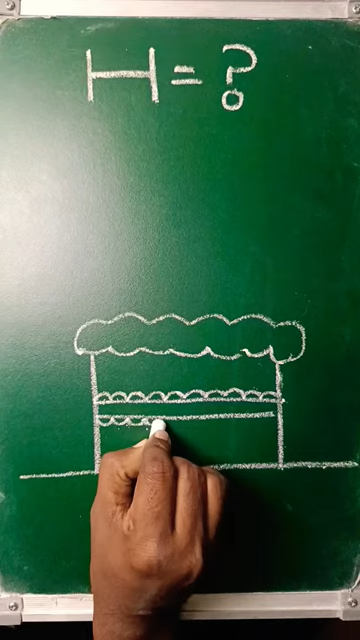 H = ?